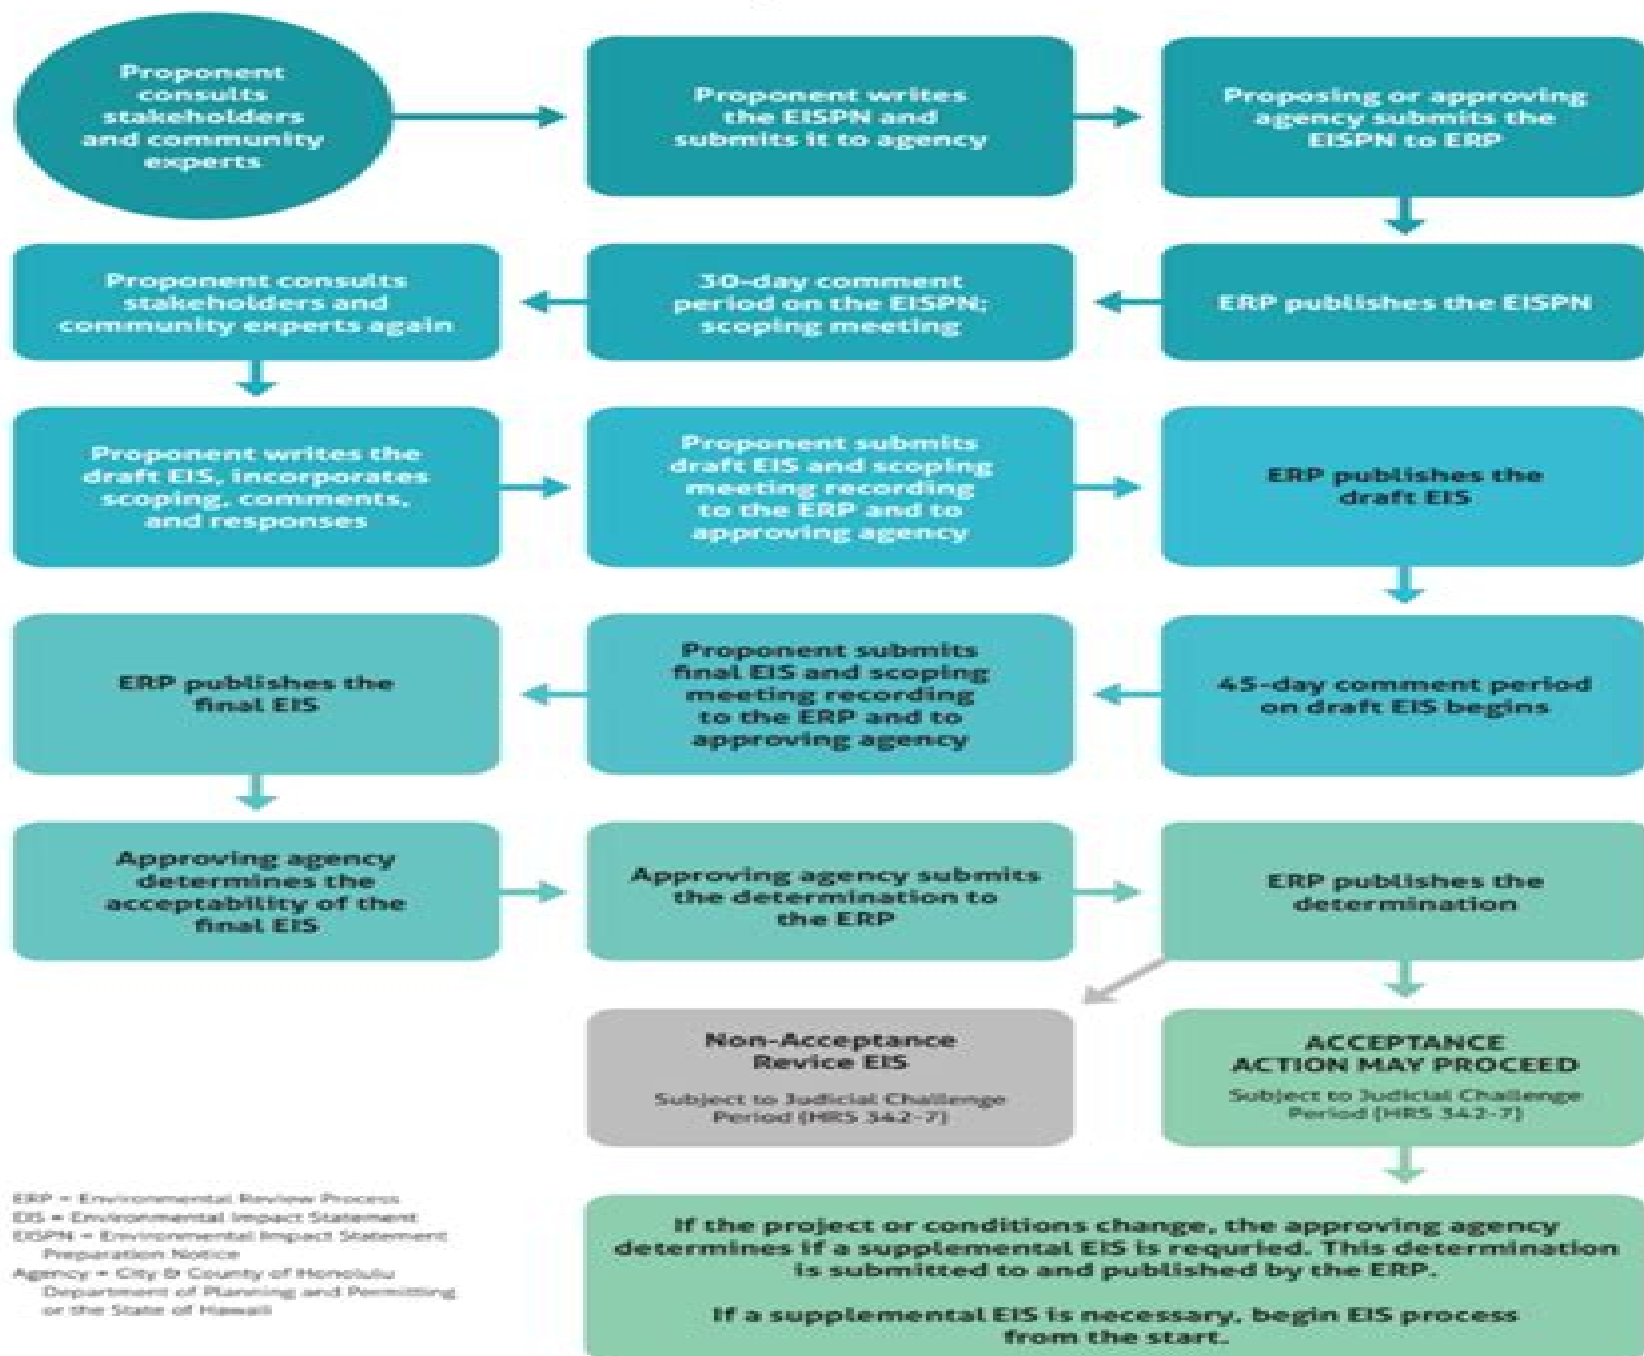 Proponent
consults
stakeholders
and community
experts
Proponent writes
the EISPN and
submits it to agency
Proposing or approving
agency submits the
EISPN to ERP
ERP publishes the EISPN
30-day comment
period on the EISPN;
scoping meeting
Proponent consults
stakeholders and
community experts again
Proponent writes the
draft EIS, incorporates
scoping, comments,
and responses
Proponent submits
draft EIS and scoping
meeting recording
to the ERP and to
approving agency
ERP publishes the
draft EIS
45-day comment period
on draft EIS begins
Proponent submits
final EIS and scoping
meeting recording
to the ERP and to
approving agency
ERP publishes the
final EIS
Approving agency
determines the
acceptability of the
final EIS
Approving agency submits
the determination to
the ERP
ERP publishes the
determination
Non-Acceptance
Revice EIS
Subject to Judicial Challenge
Period (HRS 342-7)
ACCEPTANCE
ACTION MAY PROCEED
Subject to Judicial Challenge
Period (HRS 342-7)
If the project or conditions change, the approving agency
determines if a supplemental EIS is requried. This determination
is submitted to and published by the ERP.
If a supplemental EIS is necessary, begin EIS process
from the start.
ERP = Environmental Review Process
EIS = Environmental Impact Statement
EISPN = Environmental Impact Statement
Preparation Notice
Agency = City & County of Honolulu
Department of Planning and Permitting
or the State of Hawaii